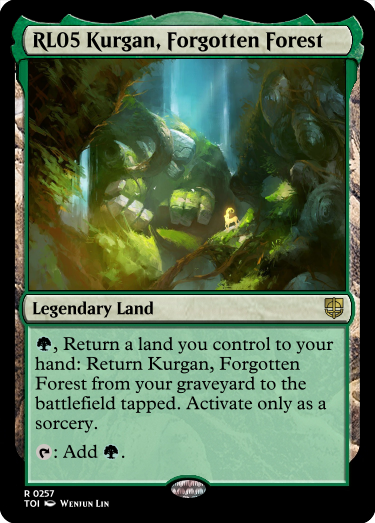 RL05 Kurgan, Forgotten Forest
Legendary Land
, Return a land you control to your
hand: Return Kurgan, Forgotten
Forest from your graveyard to the
battlefield tapped. Activate only as a
sorcery.
: Add .
R 0257
TOI Wenjun Lin